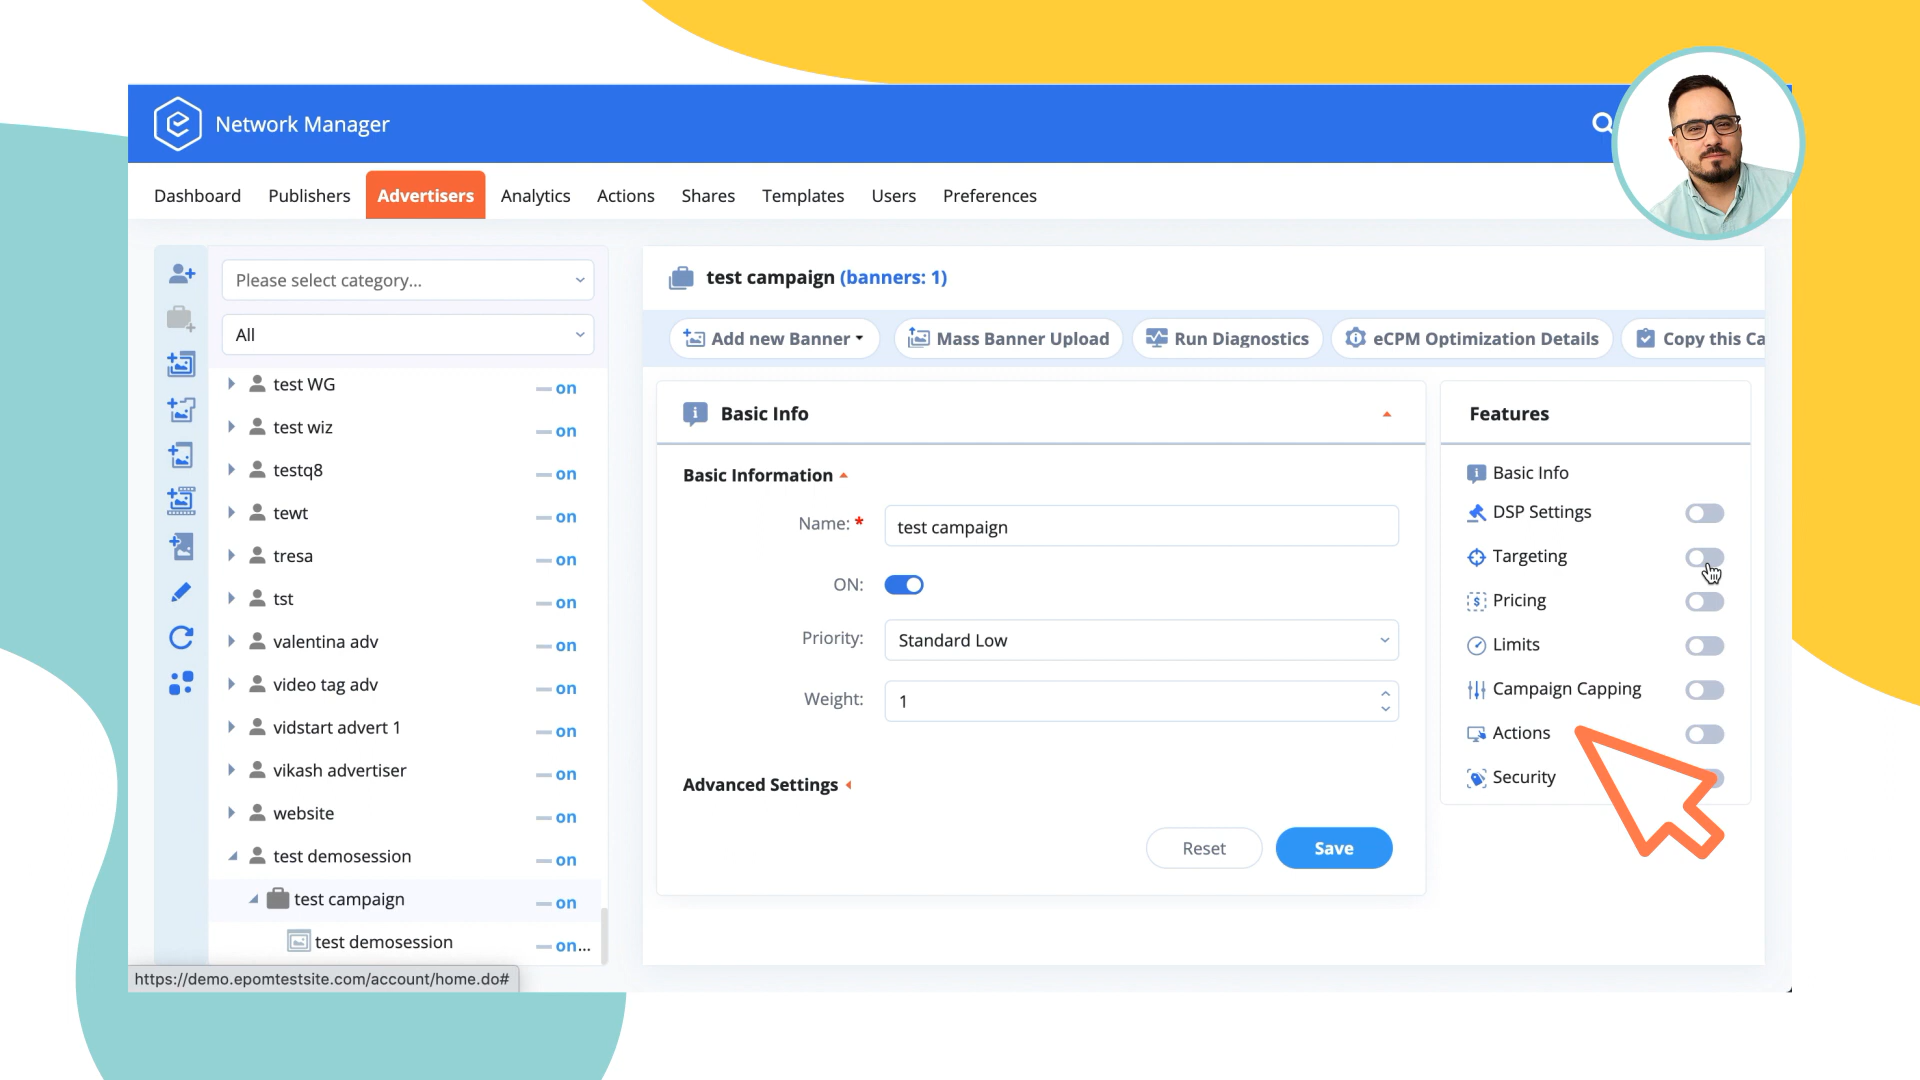 Network Manager
Dashboard Publishers Advertisers Analytics Actions Shares Templates Users Preferences
Please select category...
All
test WG on
test wiz on
testq8 on
tewt on
tresa on
tst on
valentina adv on
video tag adv on
vidstart advert 1 on
vikash advertiser on
website on
test demosession on
test campaign on
test demosession on...
https://demo.epomtestsite.com/account/home.do#
test campaign (banners: 1)
Add new Banner Mass Banner Upload Run Diagnostics eCPM Optimization Details Copy this Ca
Basic Info
Basic Information
Name: * test campaign
ON:
Priority: Standard Low
Weight: 1
Advanced Settings
Reset Save
Features
Basic Info
DSP Settings
Targeting
Pricing
Limits
Campaign Capping
Actions
Security